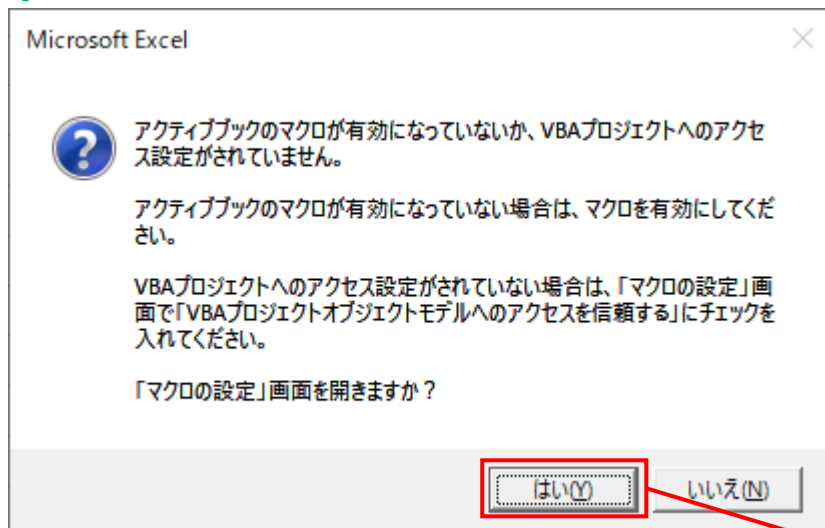 Microsoft Excel
アクティブブックのマクロが有効になっていないか、VBAプロジェクトへのアクセ
ス設定がされていません。
アクティブブックのマクロが有効になっていない場合は、マクロを有効にしてくだ
さい。
VBAプロジェクトへのアクセス設定がされていない場合は、「マクロの設定」画
面で「VBAプロジェクトオブジェクトモデルへのアクセスを信頼する」にチェックを
入れてください。
「マクロの設定」画面を開きますか？
はい(Y) いいえ(N)